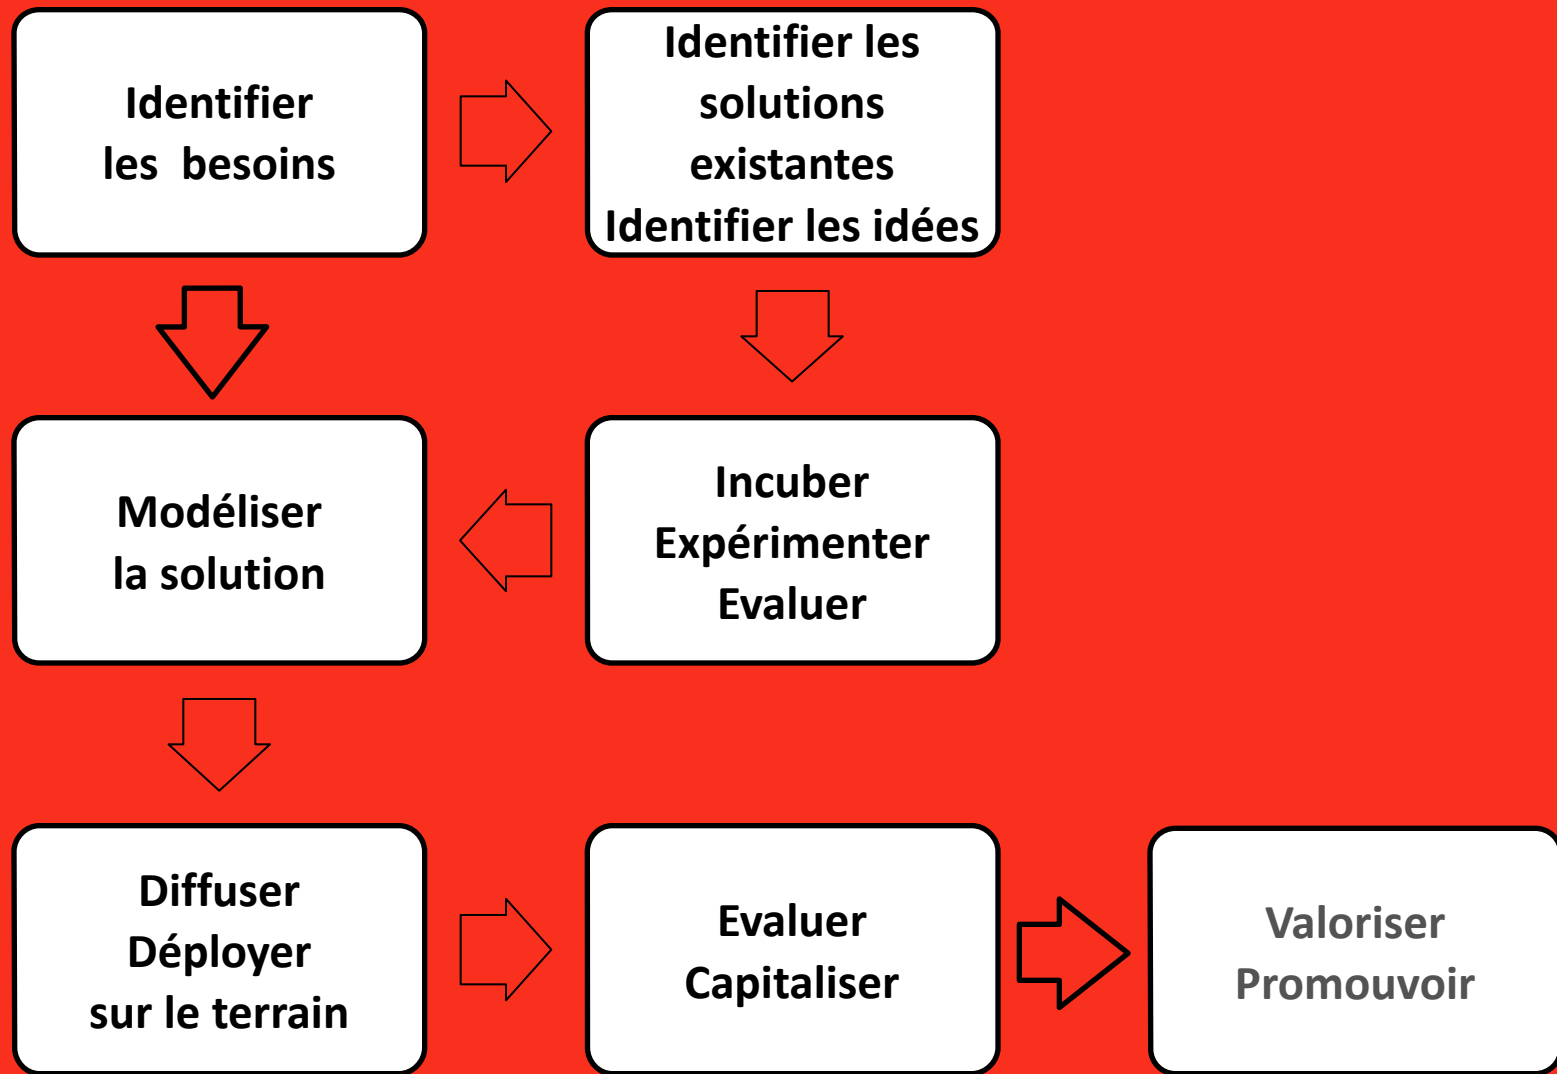 Identifier
les  besoins
Identifier les
solutions
existantes
Identifier les idées
Modéliser
la solution
Incuber
Expérimenter
Evaluer
Diffuser
Déployer
sur le terrain
Evaluer
Capitaliser
Valoriser
Promouvoir